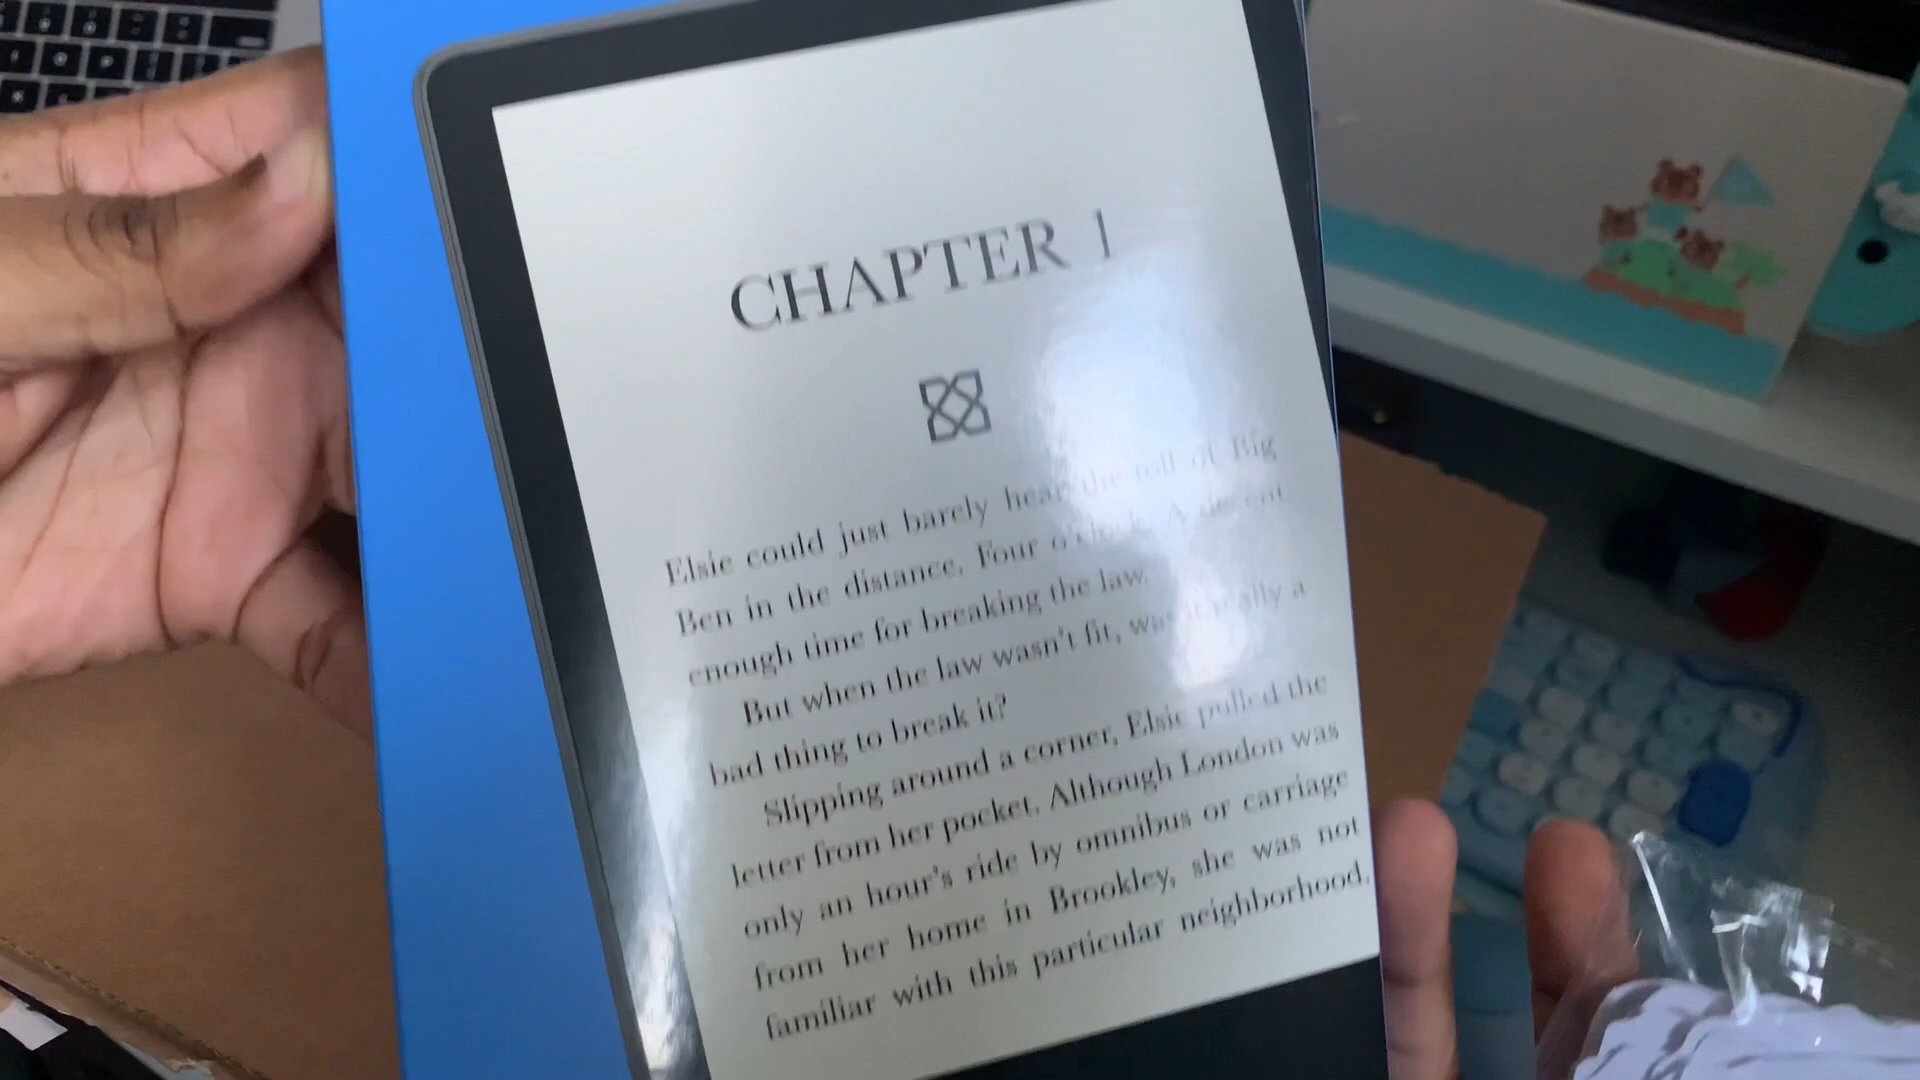 CHAPTER 1
Elsie could just barely hear the toll of Big
Ben in the distance. Four o'clock. A decent
enough time for breaking the law.
But when the law wasn't fit, was it really a
bad thing to break it?
Slipping around a corner, Elsie pulled the
letter from her pocket. Although London was
only an hour's ride by omnibus or carriage
from her home in Brookley, she was not
familiar with this particular neighborhood.